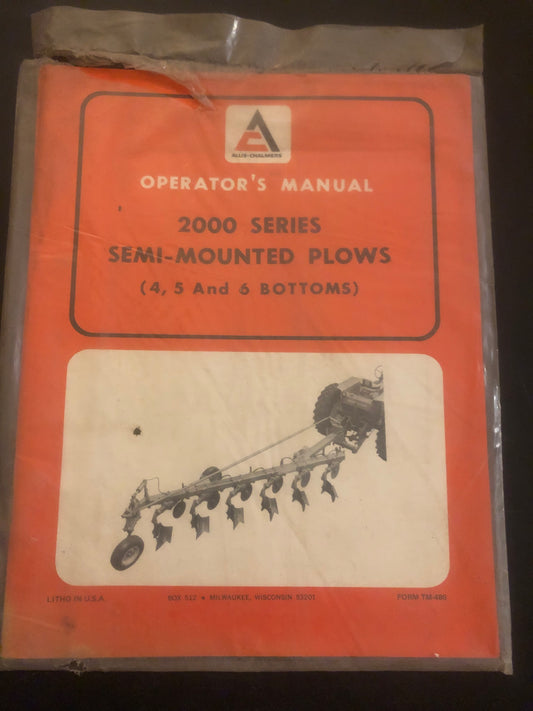 ALLIS-CHALMERS
OPERATOR'S MANUAL
2000 SERIES
SEMI-MOUNTED PLOWS
(4, 5 And 6 BOTTOMS)
LITHO IN U.S.A. BOX 512 • MILWAUKEE, WISCONSIN 53201 FORM TM-480